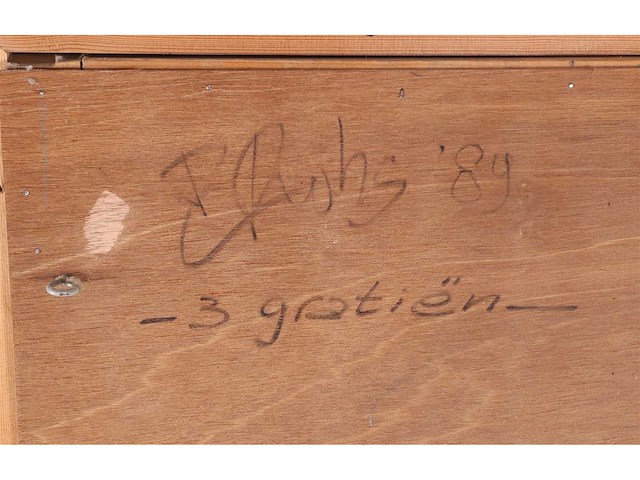 '89
- 3 gratiën -